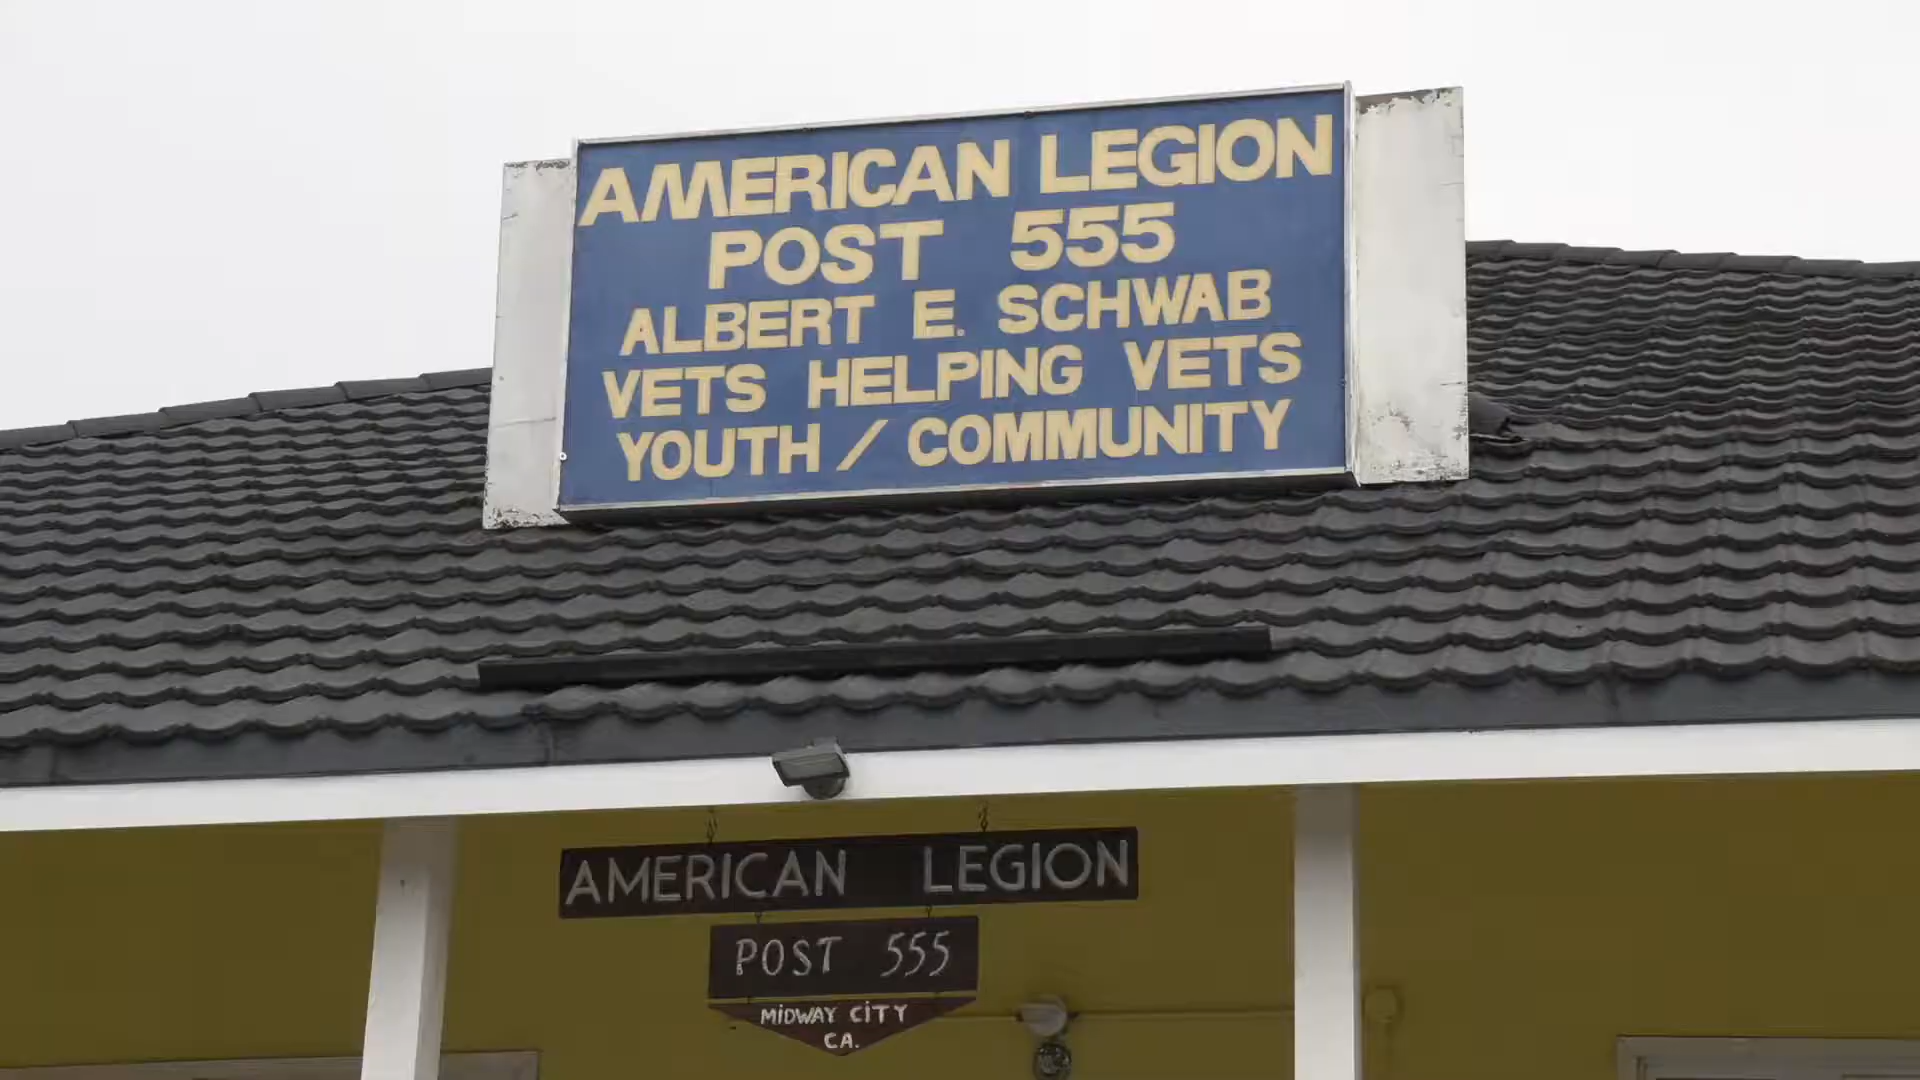 AMERICAN LEGION
POST 555
ALBERT E. SCHWAB
VETS HELPING VETS
YOUTH / COMMUNITY
AMERICAN LEGION
POST 555
MiDWAY CiTY
CA.